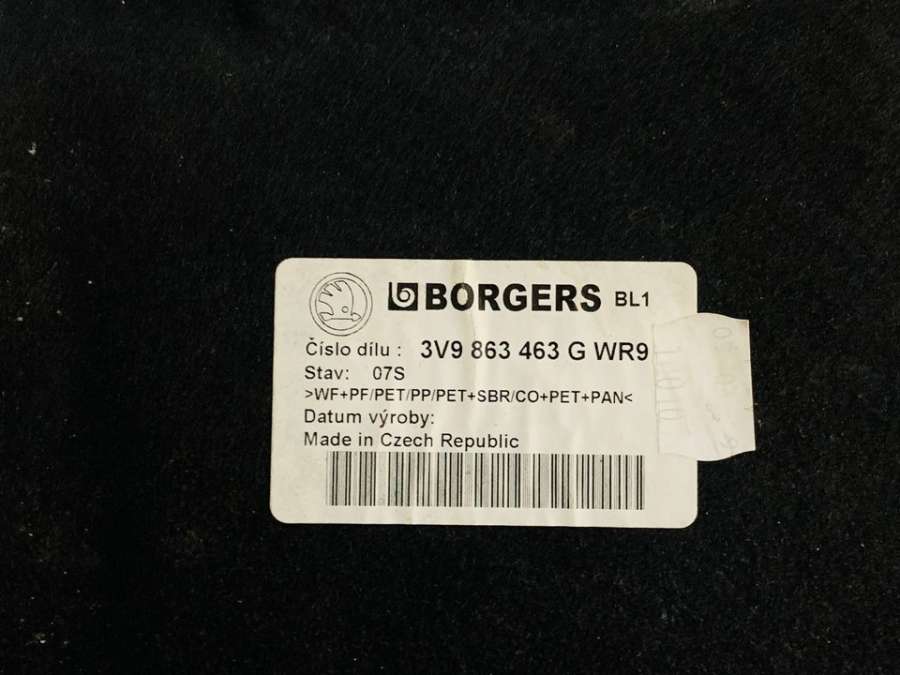 BORGERS BL1
Číslo dílu : 3V9 863 463 G WR9
Stav: 07S
>WF+PF/PET/PP/PET+SBR/CO+PET+PAN<
Datum výroby:
Made in Czech Republic